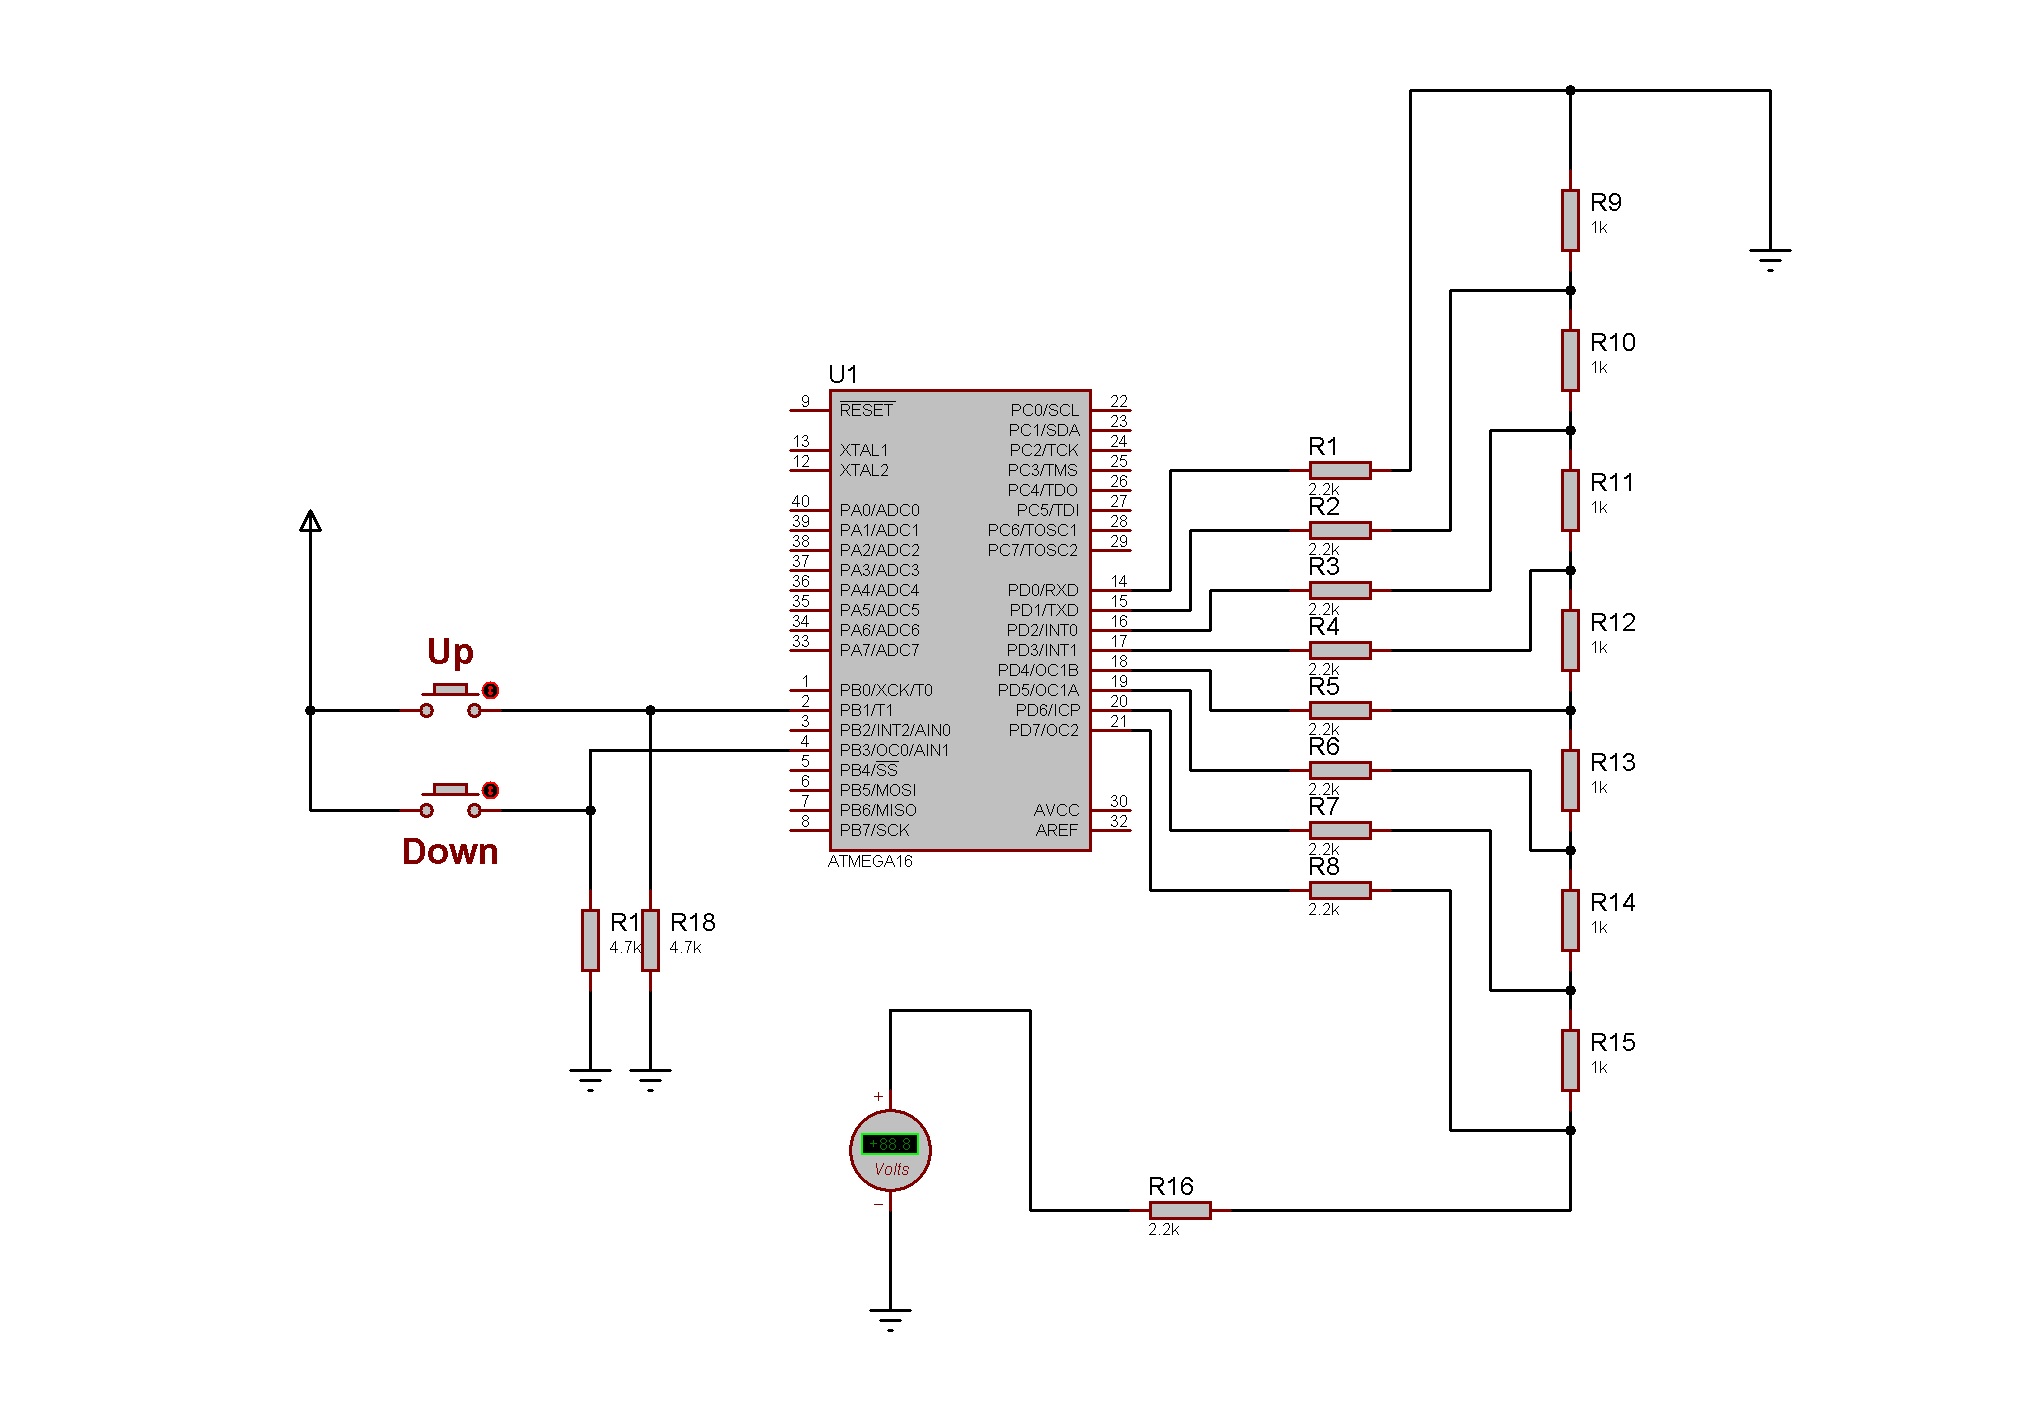 U1
9 RESET PC0/SCL 22
PC1/SDA 23
13 XTAL1 PC2/TCK 24
12 XTAL2 PC3/TMS 25
PC4/TDO 26
40 PA0/ADC0 PC5/TDI 27
39 PA1/ADC1 PC6/TOSC1 28
38 PA2/ADC2 PC7/TOSC2 29
37 PA3/ADC3
36 PA4/ADC4 PD0/RXD 14
35 PA5/ADC5 PD1/TXD 15
34 PA6/ADC6 PD2/INT0 16
33 PA7/ADC7 PD3/INT1 17
PD4/OC1B 18
1 PB0/XCK/T0 PD5/OC1A 19
2 PB1/T1 PD6/ICP 20
3 PB2/INT2/AIN0 PD7/OC2 21
4 PB3/OC0/AIN1
5 PB4/SS
6 PB5/MOSI
7 PB6/MISO AVCC 30
8 PB7/SCK AREF 32
ATMEGA16
Up
Down
R1
4.7k
R18
4.7k
R1
2.2k
R2
2.2k
R3
2.2k
R4
2.2k
R5
2.2k
R6
2.2k
R7
2.2k
R8
2.2k
R9
1k
R10
1k
R11
1k
R12
1k
R13
1k
R14
1k
R15
1k
+
+88.8
Volts
−
R16
2.2k